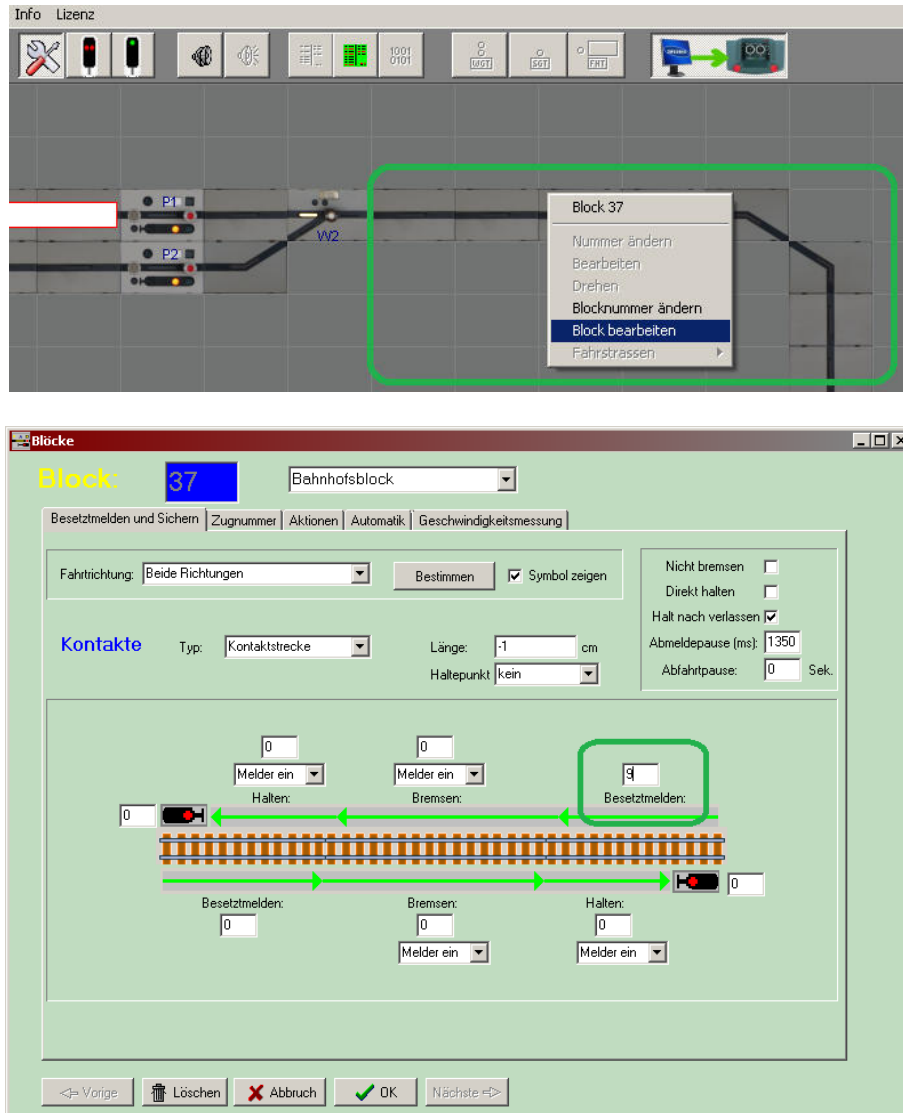 Info Lizenz
1001
0101
WGT SGT FHT
P1
W2
P2
Block 37
Nummer ändern
Bearbeiten
Drehen
Blocknummer ändern
Block bearbeiten
Fahrstrassen
Blöcke
Block: 37 Bahnhofsblock
Besetztmelden und Sichern Zugnummer Aktionen Automatik Geschwindigkeitsmessung
Fahrtrichtung: Beide Richtungen Bestimmen Symbol zeigen
Nicht bremsen
Direkt halten
Halt nach verlassen
Abmeldepause (ms): 1350
Abfahrtpause: 0 Sek.
Kontakte Typ: Kontaktstrecke Länge: -1 cm
Haltepunkt kein
0 0 9
Melder ein Melder ein
Halten: Bremsen: Besetztmelden:
0
0
Besetztmelden: Bremsen: Halten:
0 0 0
Melder ein Melder ein
Vorige Löschen Abbruch OK Nächste